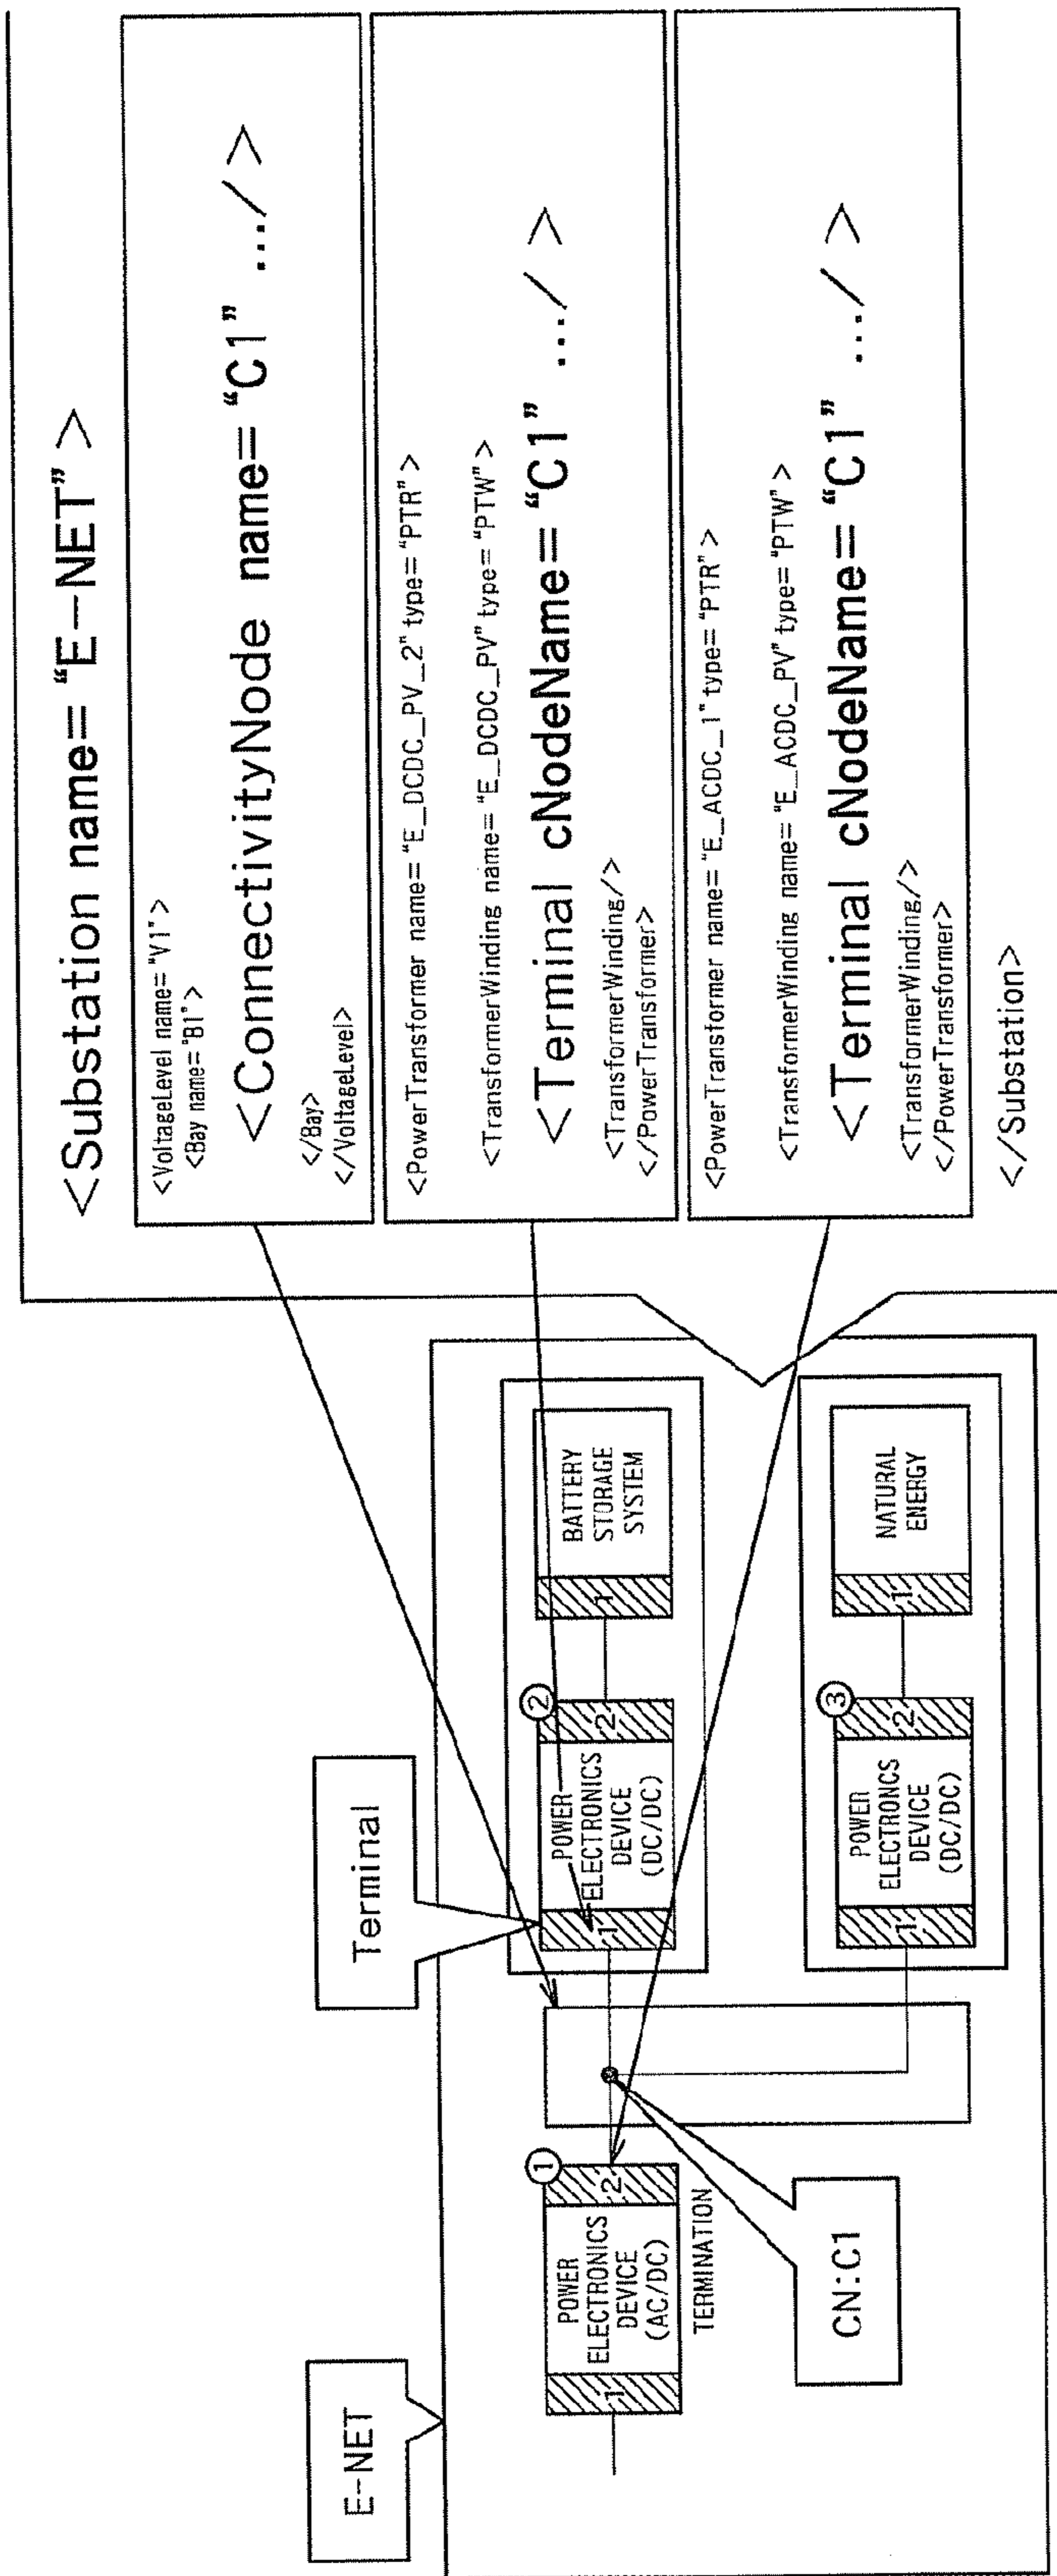 E-NET
Terminal
①
POWER
ELECTRONICS
DEVICE
(AC/DC)
1
2
TERMINATION
CN:C1
②
POWER
ELECTRONICS
DEVICE
(DC/DC)
1
2
BATTERY
STORAGE
SYSTEM
1
③
POWER
ELECTRONCS
DEVICE
(DC/DC)
1
2
NATURAL
ENERGY
1
<Substation name="E-NET">
<VoltageLevel name="V1">
<Bay name="B1">
<ConnectivityNode name="C1" .../>
</Bay>
</VoltageLevel>
<PowerTransformer name="E_DCDC_PV_2" type="PTR">
<TransformerWinding name="E_DCDC_PV" type="PTW">
<Terminal cNodeName="C1" .../>
<TransformerWinding/>
</PowerTransformer>
<PowerTransformer name="E_ACDC_1" type="PTR">
<TransformerWinding name="E_ACDC_PV" type="PTW">
<Terminal cNodeName="C1" .../>
<TransformerWinding/>
</PowerTransformer>
</Substation>